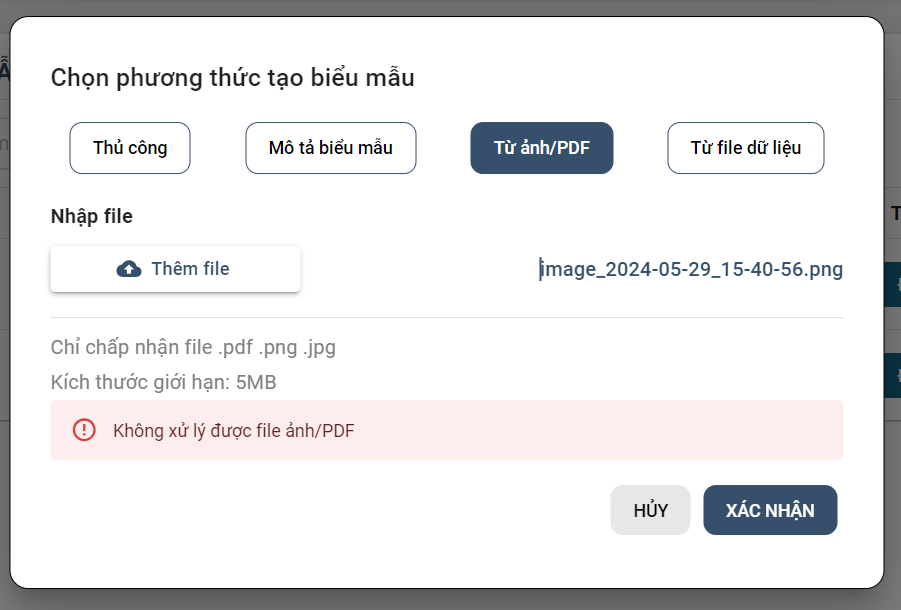 Chọn phương thức tạo biểu mẫu
Thủ công
Mô tả biểu mẫu
Từ ảnh/PDF
Từ file dữ liệu
Nhập file
Thêm file
image_2024-05-29_15-40-56.png
Chỉ chấp nhận file .pdf .png .jpg
Kích thước giới hạn: 5MB
Không xử lý được file ảnh/PDF
HỦY
XÁC NHẬN